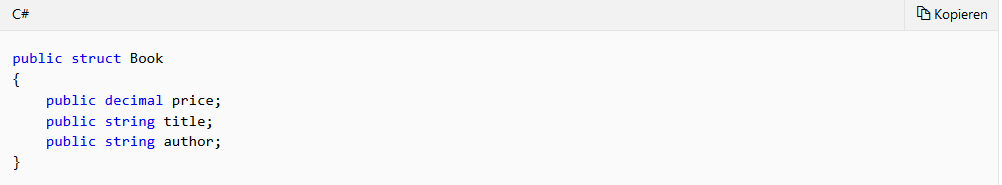 C#
Kopieren
public struct Book
{
    public decimal price;
    public string title;
    public string author;
}